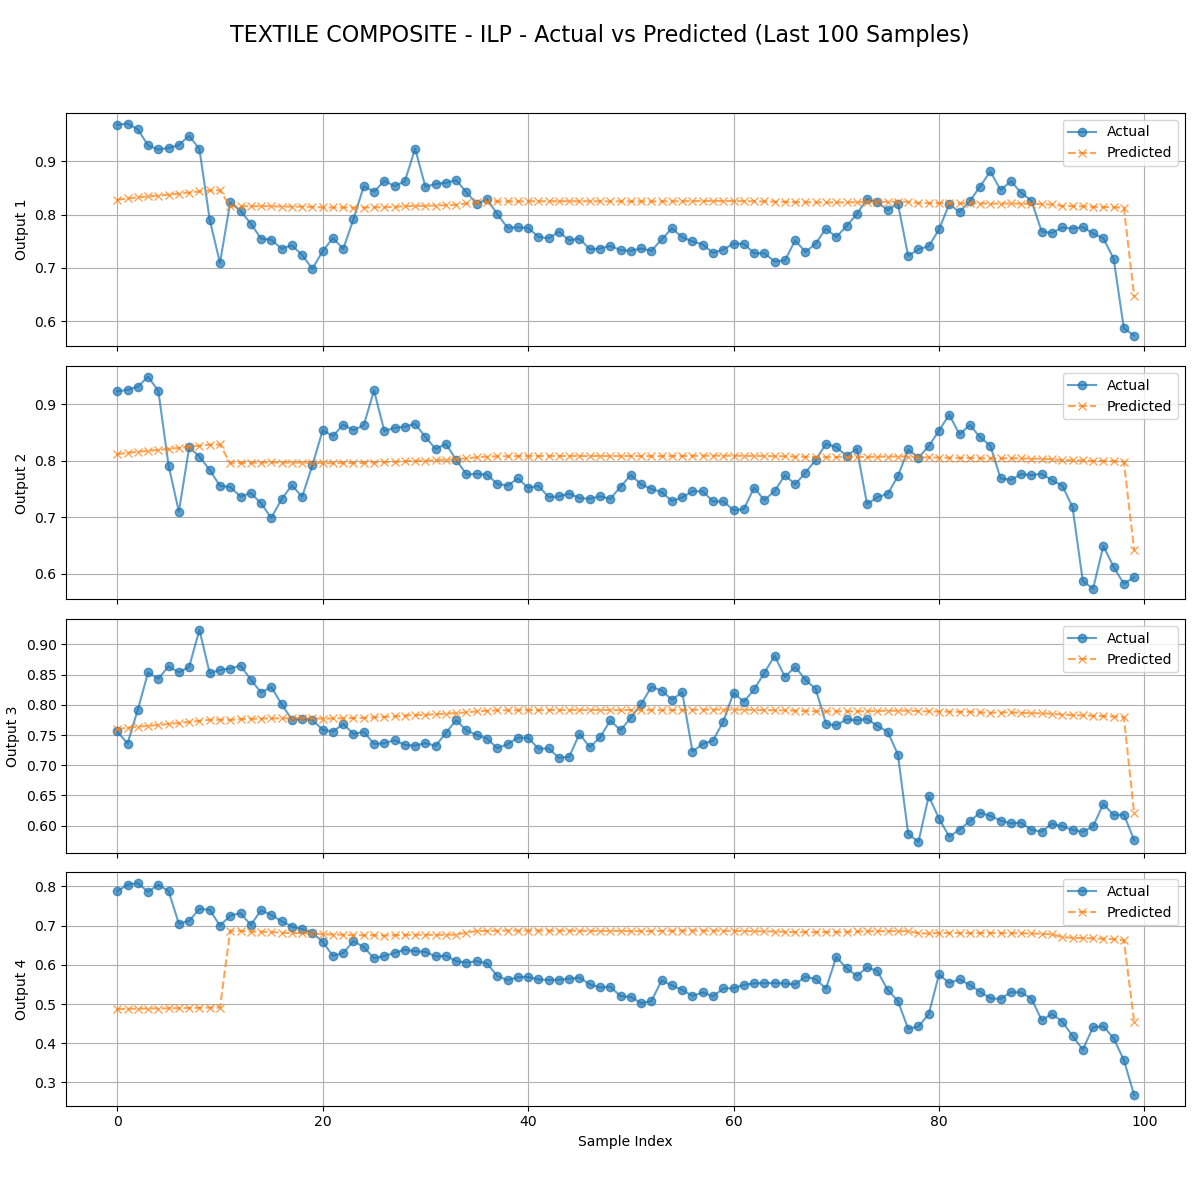 TEXTILE COMPOSITE - ILP - Actual vs Predicted (Last 100 Samples)
Output 1
0.9
0.8
0.7
0.6
Actual
Predicted
Output 2
0.9
0.8
0.7
0.6
Actual
Predicted
Output 3
0.90
0.85
0.80
0.75
0.70
0.65
0.60
Actual
Predicted
Output 4
0.8
0.7
0.6
0.5
0.4
0.3
Actual
Predicted
0 20 40 60 80 100
Sample Index